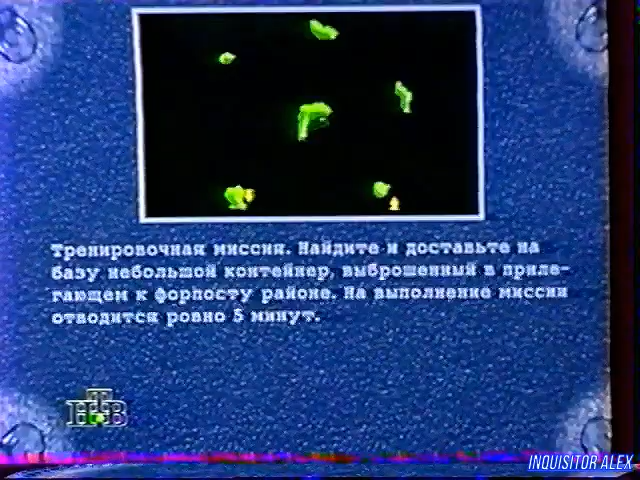 Тренировочная миссия. Найдите и доставьте на
базу небольшой контейнер, выброшенный в приле-
гающем к форпосту районе. На выполнение миссии
отводится ровно 5 минут.
НТВ
INQUISITOR ALEX